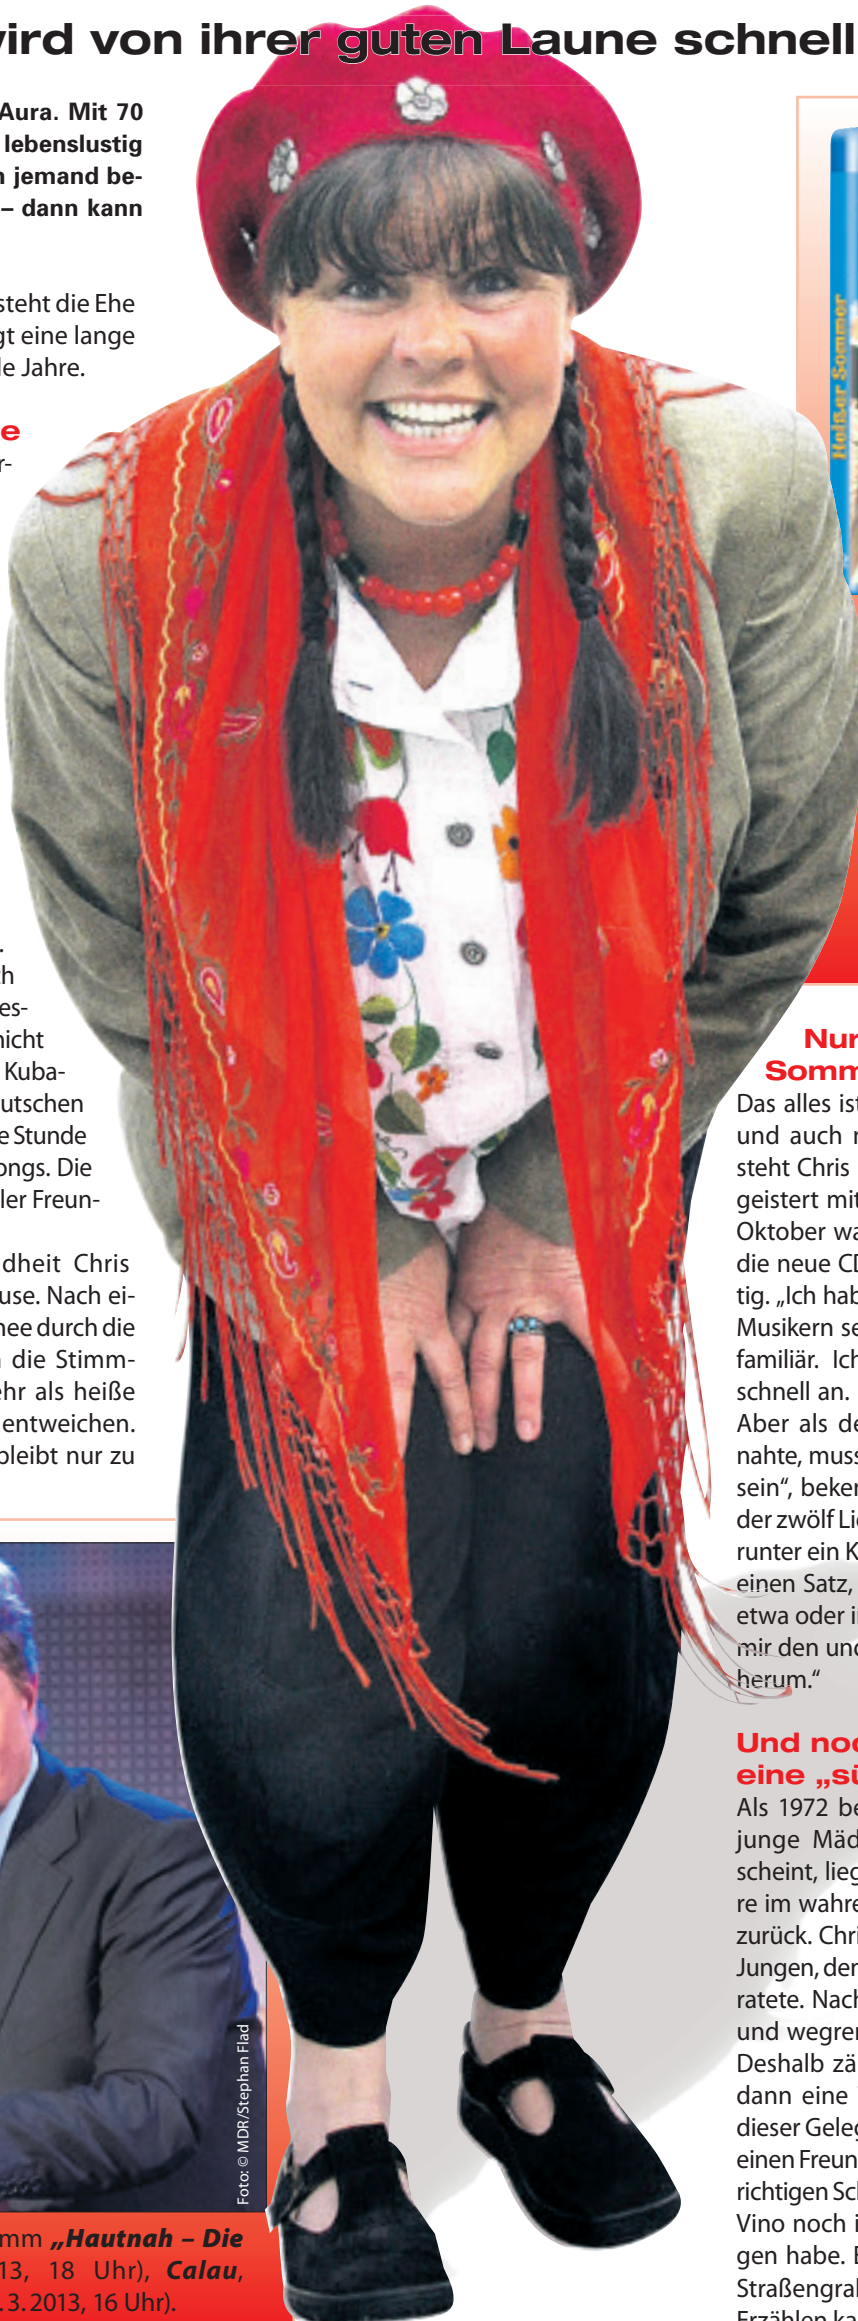 wird von ihrer guten Laune schnell
Aura. Mit 70
lebenslustig
jemand be-
– dann kann
steht die Ehe
gt eine lange
le Jahre.
e
r-
.
ch
es-
nicht
Kuba-
utschen
e Stunde
ongs. Die
ler Freun-
dheit Chris
use. Nach ei-
nee durch die
die Stimm-
ehr als heiße
entweichen.
bleibt nur zu
Foto: © MDR/Stephan Flad
mm „Hautnah – Die
13, 18 Uhr), Calau,
.3.2013, 16 Uhr).
Heißer Sommer
Nur
Somm
Das alles ist
und auch n
steht Chris
geistert mit
Oktober wa
die neue CD
tig. „Ich hab
Musikern se
familiär. Ich
schnell an.
Aber als de
nahte, muss
sein“, beken
der zwölf Lie
runter ein K
einen Satz,
etwa oder i
mir den und
herum.“
Und noc
eine „sü
Als 1972 be
junge Mäd
scheint, lieg
re im wahre
zurück. Chri
Jungen, der
ratete. Nach
und wegrer
Deshalb zä
dann eine
dieser Geleg
einen Freun
richtigen Sch
Vino noch i
gen habe. E
Straßengral
Erzählen ka